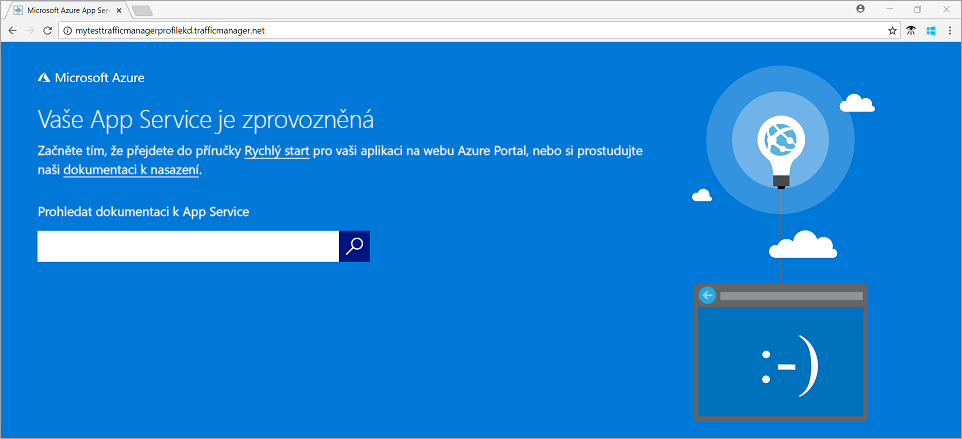 Microsoft Azure App Serv
mytesttrafficmanagerprofilekd.trafficmanager.net
Microsoft Azure
Vaše App Service je zprovozněná
Začněte tím, že přejdete do příručky Rychlý start pro vaši aplikaci na webu Azure Portal, nebo si prostudujte
naši dokumentaci k nasazení.
Prohledat dokumentaci k App Service
:-)